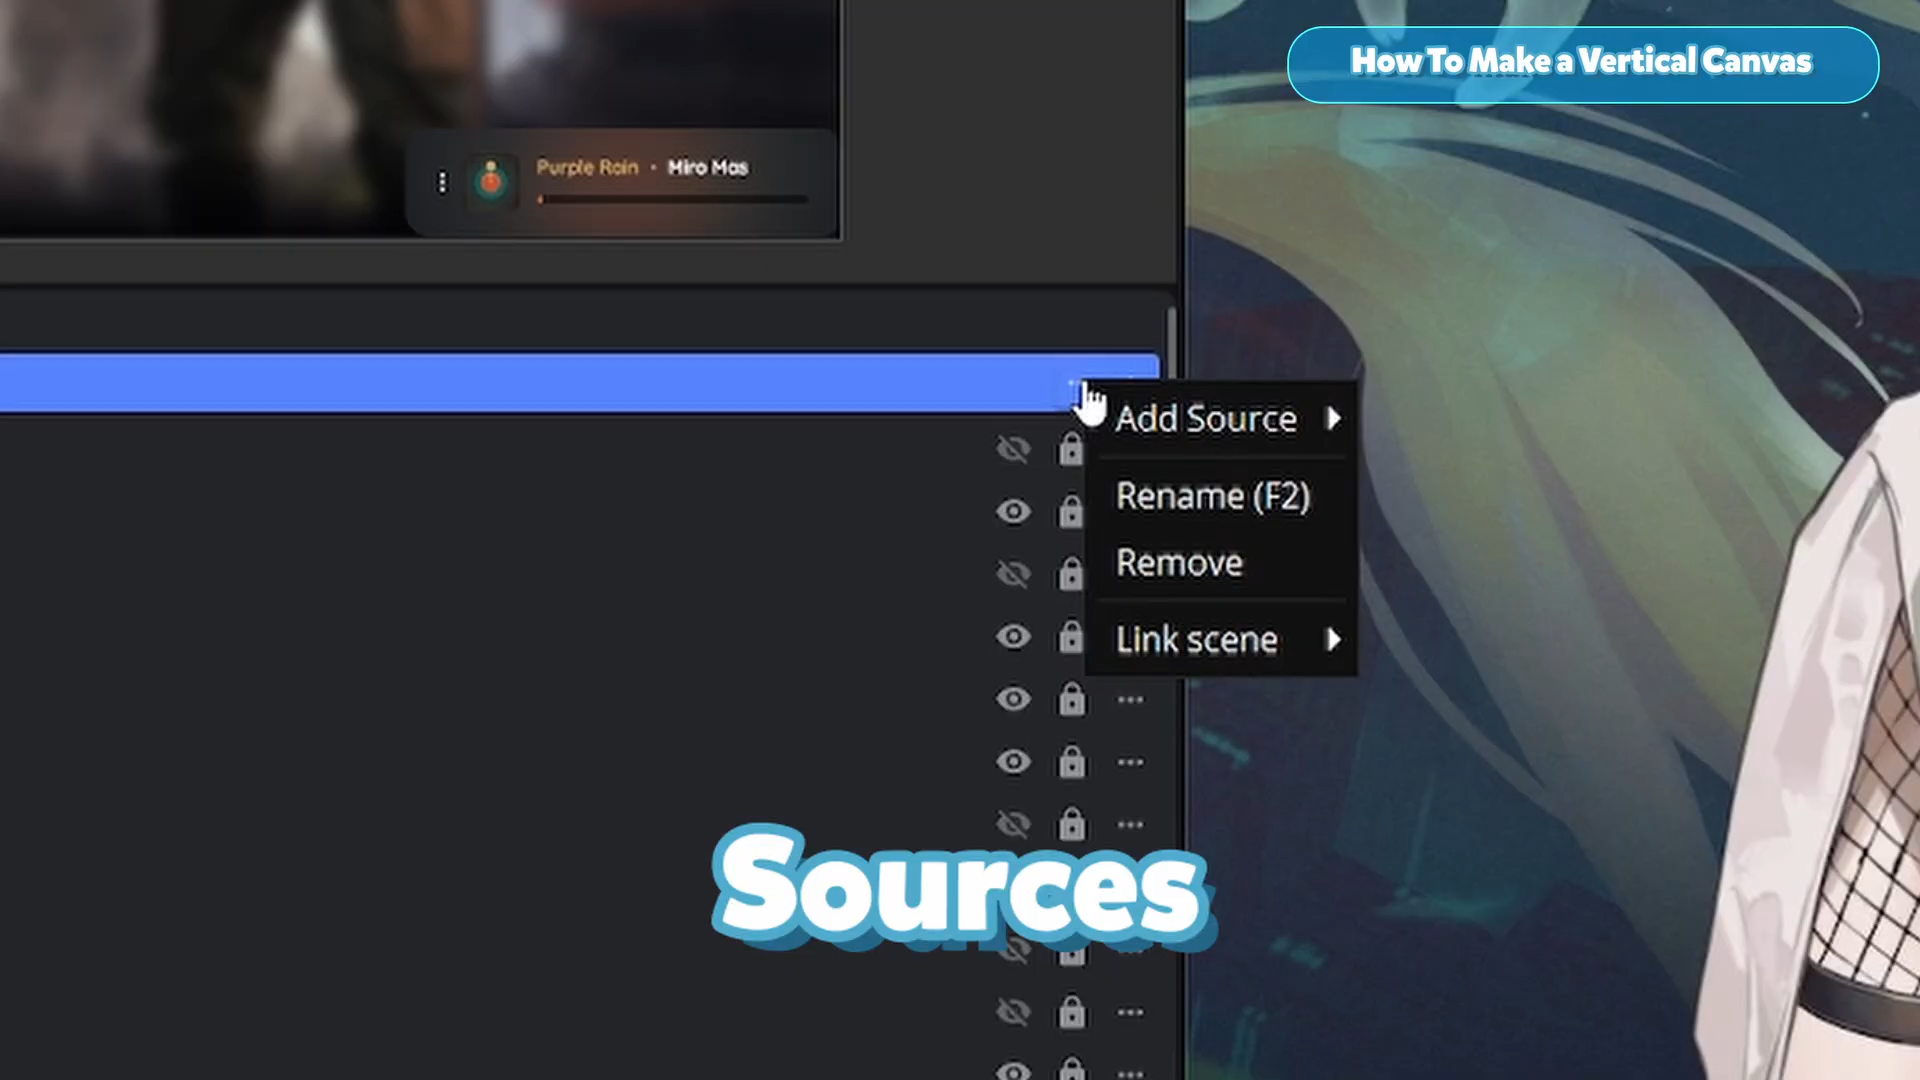 How To Make a Vertical Canvas
Purple Rain • Miro Mas
Add Source
Rename (F2)
Remove
Link scene
Sources